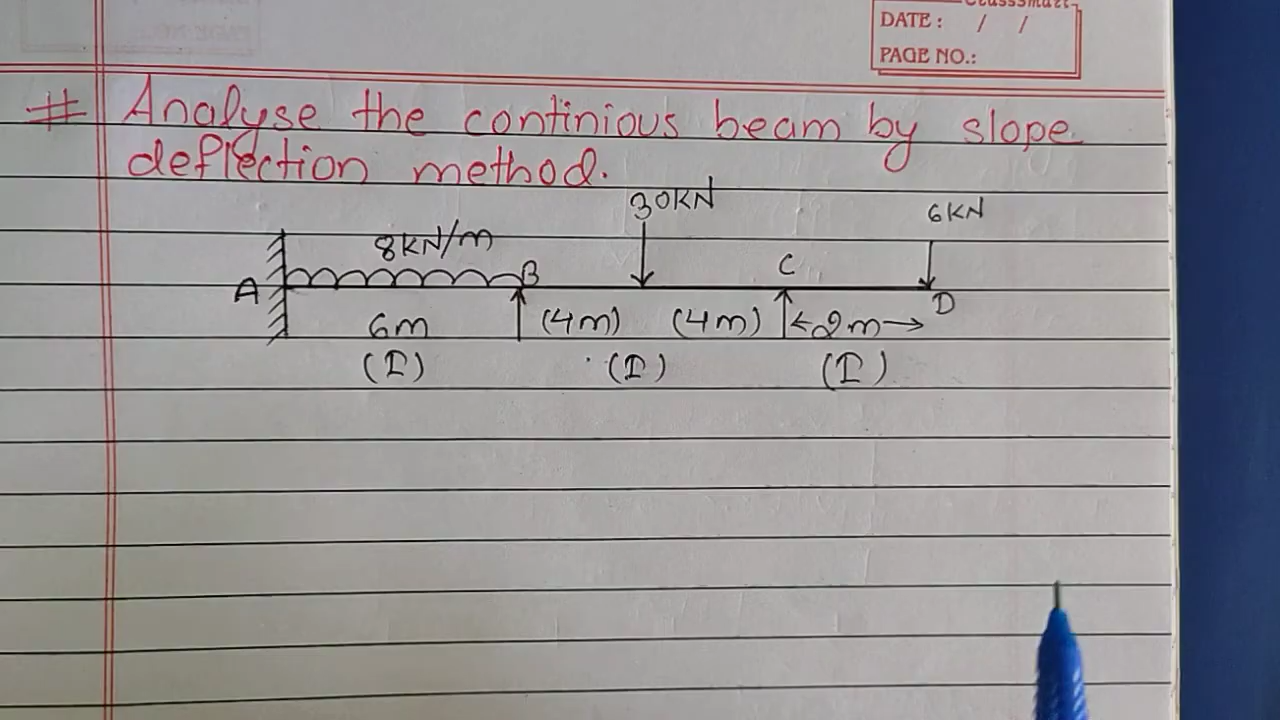 DATE : / /
PAGE NO.:
# Analyse the continious beam by slope
deflection method.
30KN
6KN
8KN/m
B
C
A
D
6m
(4m)
(4m)
2m
(I)
(I)
(I)